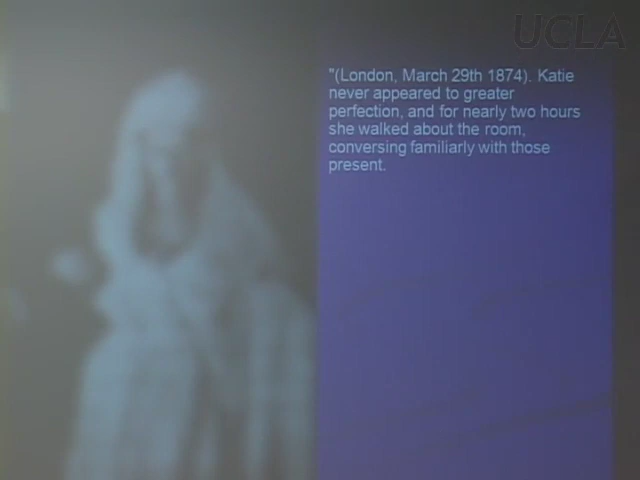 UCLA
"(London, March 29th 1874). Katie
never appeared to greater
perfection, and for nearly two hours
she walked about the room,
conversing familiarly with those
present.